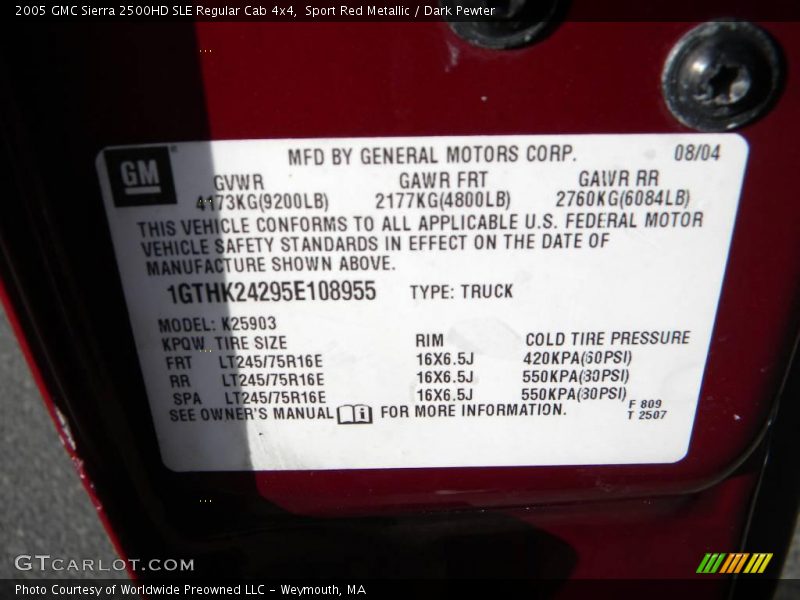 2005 GMC Sierra 2500HD SLE Regular Cab 4x4, Sport Red Metallic / Dark Pewter
GM
MFD BY GENERAL MOTORS CORP. 08/04
GVWR GAWR FRT GAWR RR
4173KG(9200LB) 2177KG(4800LB) 2760KG(6084LB)
THIS VEHICLE CONFORMS TO ALL APPLICABLE U.S. FEDERAL MOTOR
VEHICLE SAFETY STANDARDS IN EFFECT ON THE DATE OF
MANUFACTURE SHOWN ABOVE.
1GTHK24295E108955 TYPE: TRUCK
MODEL: K25903
KPQW TIRE SIZE RIM COLD TIRE PRESSURE
FRT LT245/75R16E 16X6.5J 420KPA(60PSI)
RR LT245/75R16E 16X6.5J 550KPA(80PSI)
SPA LT245/75R16E 16X6.5J 550KPA(80PSI)
SEE OWNER'S MANUAL FOR MORE INFORMATION.
F 809
T 2507
GTCARLOT.COM
Photo Courtesy of Worldwide Preowned LLC - Weymouth, MA